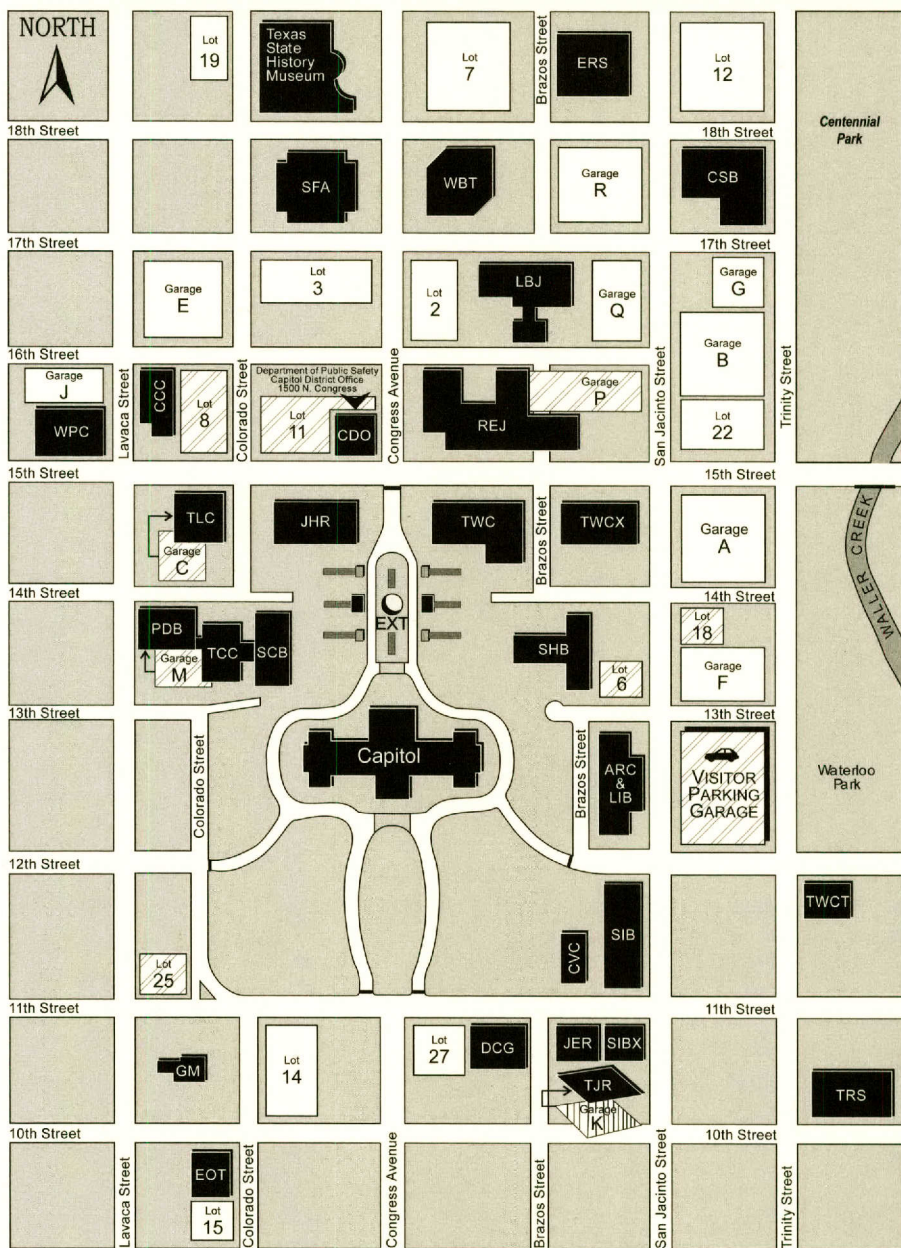 NORTH
Lot
19
Texas
State
History
Museum
Lot
7
Brazos Street
ERS
Lot
12
18th Street
18th Street
Centennial
Park
SFA
WBT
Garage
R
CSB
17th Street
17th Street
Garage
E
Lot
3
Lot
2
LBJ
Garage
Q
Garage
G
Garage
B
16th Street
Garage
J
WPC
Lavaca Street
CCC
Lot
8
Colorado Street
Department of Public Safety
Capitol District Office
1500 N. Congress
Lot
11
CDO
Congress Avenue
REJ
Garage
P
San Jacinto Street
Lot
22
Trinity Street
15th Street
15th Street
TLC
Garage
C
JHR
TWC
Brazos Street
TWCX
Garage
A
WALLER CREEK
14th Street
14th Street
PDB
Garage
M
TCC
SCB
EXT
SHB
Lot
6
Lot
18
Garage
F
13th Street
13th Street
Colorado Street
Capitol
Brazos Street
ARC
&
LIB
VISITOR
PARKING
GARAGE
Waterloo
Park
12th Street
Lot
25
CVC
SIB
TWCT
11th Street
11th Street
GM
Lot
14
Lot
27
DCG
JER
SIBX
TJR
Garage
K
TRS
10th Street
10th Street
Lavaca Street
EOT
Lot
15
Colorado Street
Congress Avenue
Brazos Street
San Jacinto Street
Trinity Street